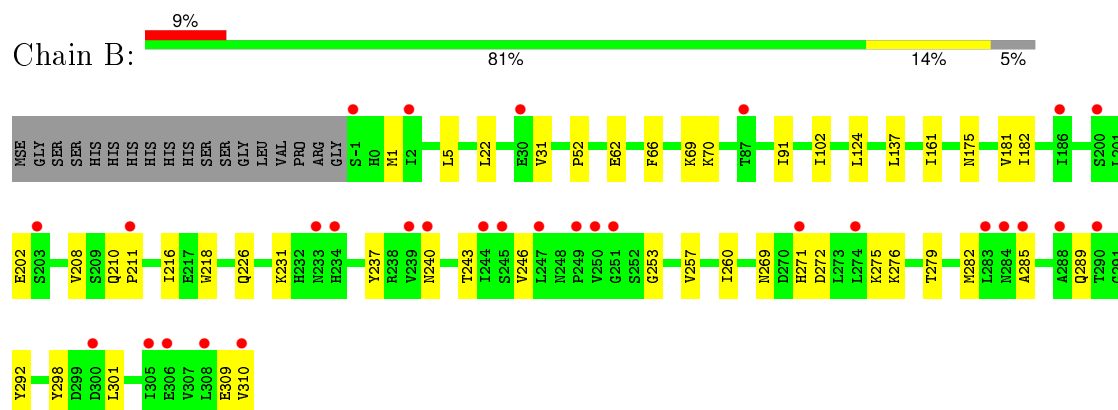 9%
Chain B:
81% 14% 5%
MSE GLY SER SER HIS HIS HIS HIS HIS HIS SER SER GLY LEU VAL PRO ARG GLY S-1 H0 M1 I2 L5 L22 E30 V31 P52 E62 F66 K69 K70 T87 I91 I102 L124 L137 I161 N175 V181 I182 I186 S200 L201
E202 S203 V208 S209 Q210 P211 I216 E217 W218 Q226 K231 H232 N233 H234 Y237 R238 V239 N240 T243 I244 S245 V246 L247 N248 P249 V250 G251 S252 G253 V257 I260 N269 D270 H271 D272 L273 L274 K275 K276 T279 M282 L283 N284 A285 A288 Q289 T290 G291
Y292 Y298 D299 D300 L301 I305 E306 V307 L308 E309 V310